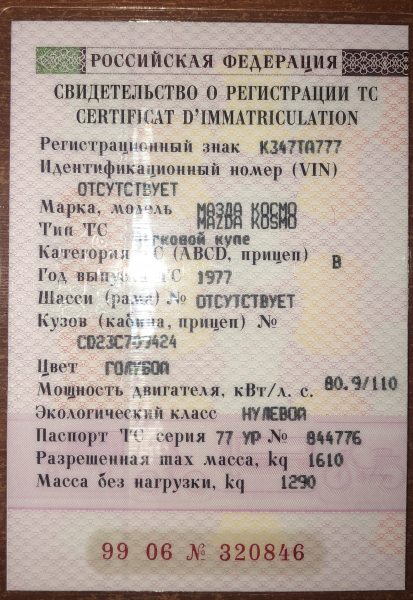 РОССИЙСКАЯ ФЕДЕРАЦИЯ
СВИДЕТЕЛЬСТВО О РЕГИСТРАЦИИ ТС
CERTIFICAT D'IMMATRICULATION
Регистрационный знак К347ТА777
Идентификационный номер (VIN)
ОТСУТСТВУЕТ
Марка, модель МАЗДА КОСМО
MAZDA KOSMO
Тип ТС
легковой купе
Категория ТС (ABCD, прицеп) B
Год выпуска ТС 1977
Шасси (рама) № ОТСУТСТВУЕТ
Кузов (кабина, прицеп) №
Цвет ГОЛУБОЙ
Мощность двигателя, кВт/л. с. 80.9/110
Экологический класс НУЛЕВОЙ
Паспорт ТС серия 77 УР № 844776
Разрешенная max масса, kq 1610
Масса без нагрузки, kq 1290
99 06 № 320846